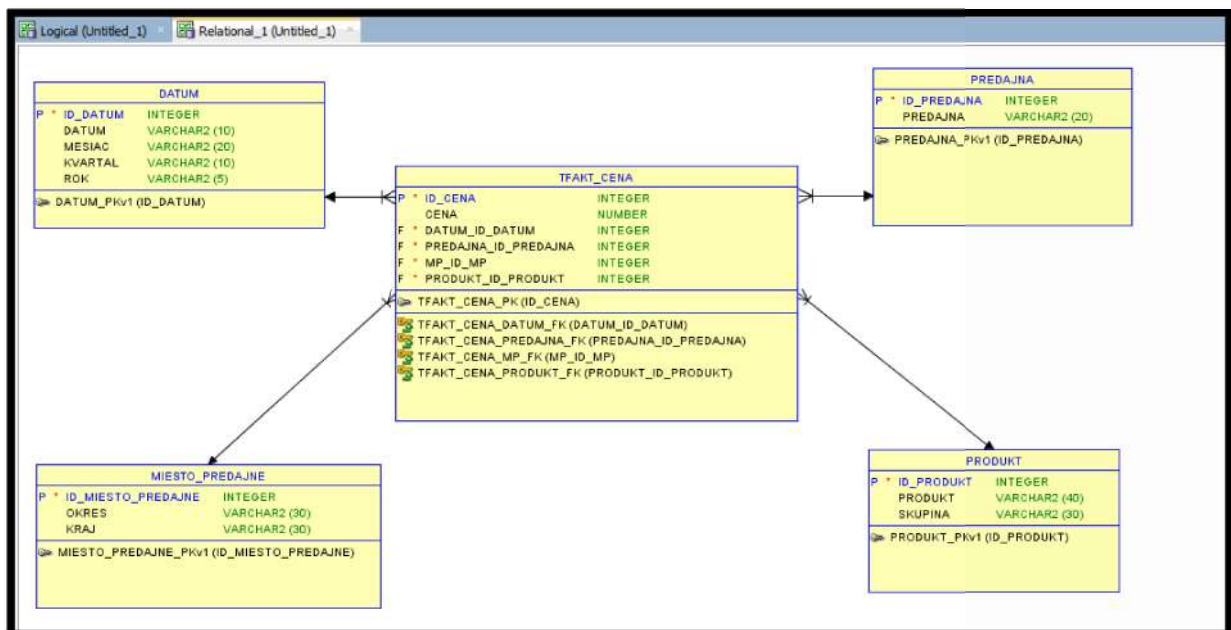 Logical (Untitled_1)
Relational_1 (Untitled_1)
DATUM
P * ID_DATUM INTEGER
DATUM VARCHAR2 (10)
MESIAC VARCHAR2 (20)
KVARTAL VARCHAR2 (10)
ROK VARCHAR2 (5)
DATUM_PKv1 (ID_DATUM)
PREDAJNA
P * ID_PREDAJNA INTEGER
PREDAJNA VARCHAR2 (20)
PREDAJNA_PKv1 (ID_PREDAJNA)
TFAKT_CENA
P * ID_CENA INTEGER
CENA NUMBER
F * DATUM_ID_DATUM INTEGER
F * PREDAJNA_ID_PREDAJNA INTEGER
F * MP_ID_MP INTEGER
F * PRODUKT_ID_PRODUKT INTEGER
TFAKT_CENA_PK (ID_CENA)
TFAKT_CENA_DATUM_FK (DATUM_ID_DATUM)
TFAKT_CENA_PREDAJNA_FK (PREDAJNA_ID_PREDAJNA)
TFAKT_CENA_MP_FK (MP_ID_MP)
TFAKT_CENA_PRODUKT_FK (PRODUKT_ID_PRODUKT)
MIESTO_PREDAJNE
P * ID_MIESTO_PREDAJNE INTEGER
OKRES VARCHAR2 (30)
KRAJ VARCHAR2 (30)
MIESTO_PREDAJNE_PKv1 (ID_MIESTO_PREDAJNE)
PRODUKT
P * ID_PRODUKT INTEGER
PRODUKT VARCHAR2 (40)
SKUPINA VARCHAR2 (30)
PRODUKT_PKv1 (ID_PRODUKT)